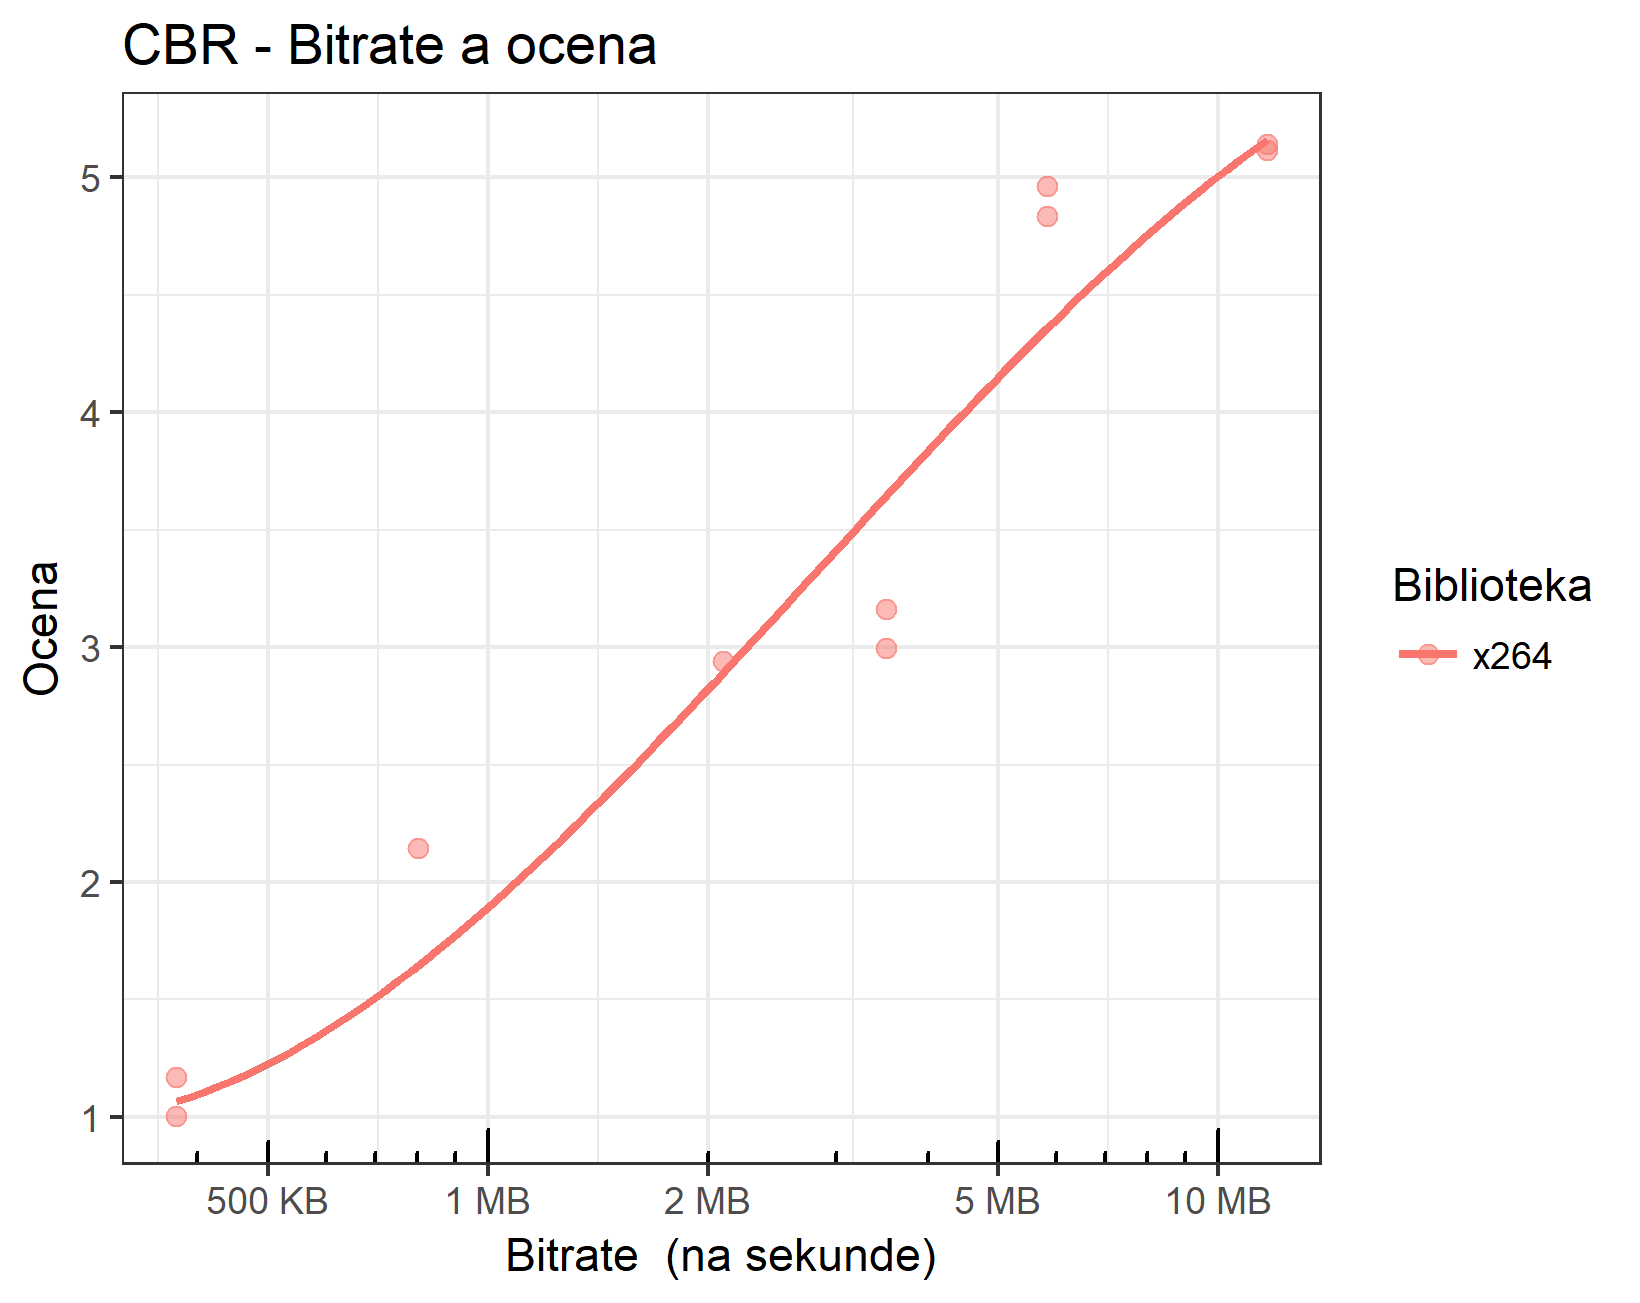 CBR - Bitrate a ocena
Ocena
5
4
3
2
1
500 KB
1 MB
2 MB
5 MB
10 MB
Bitrate  (na sekunde)
Biblioteka
x264